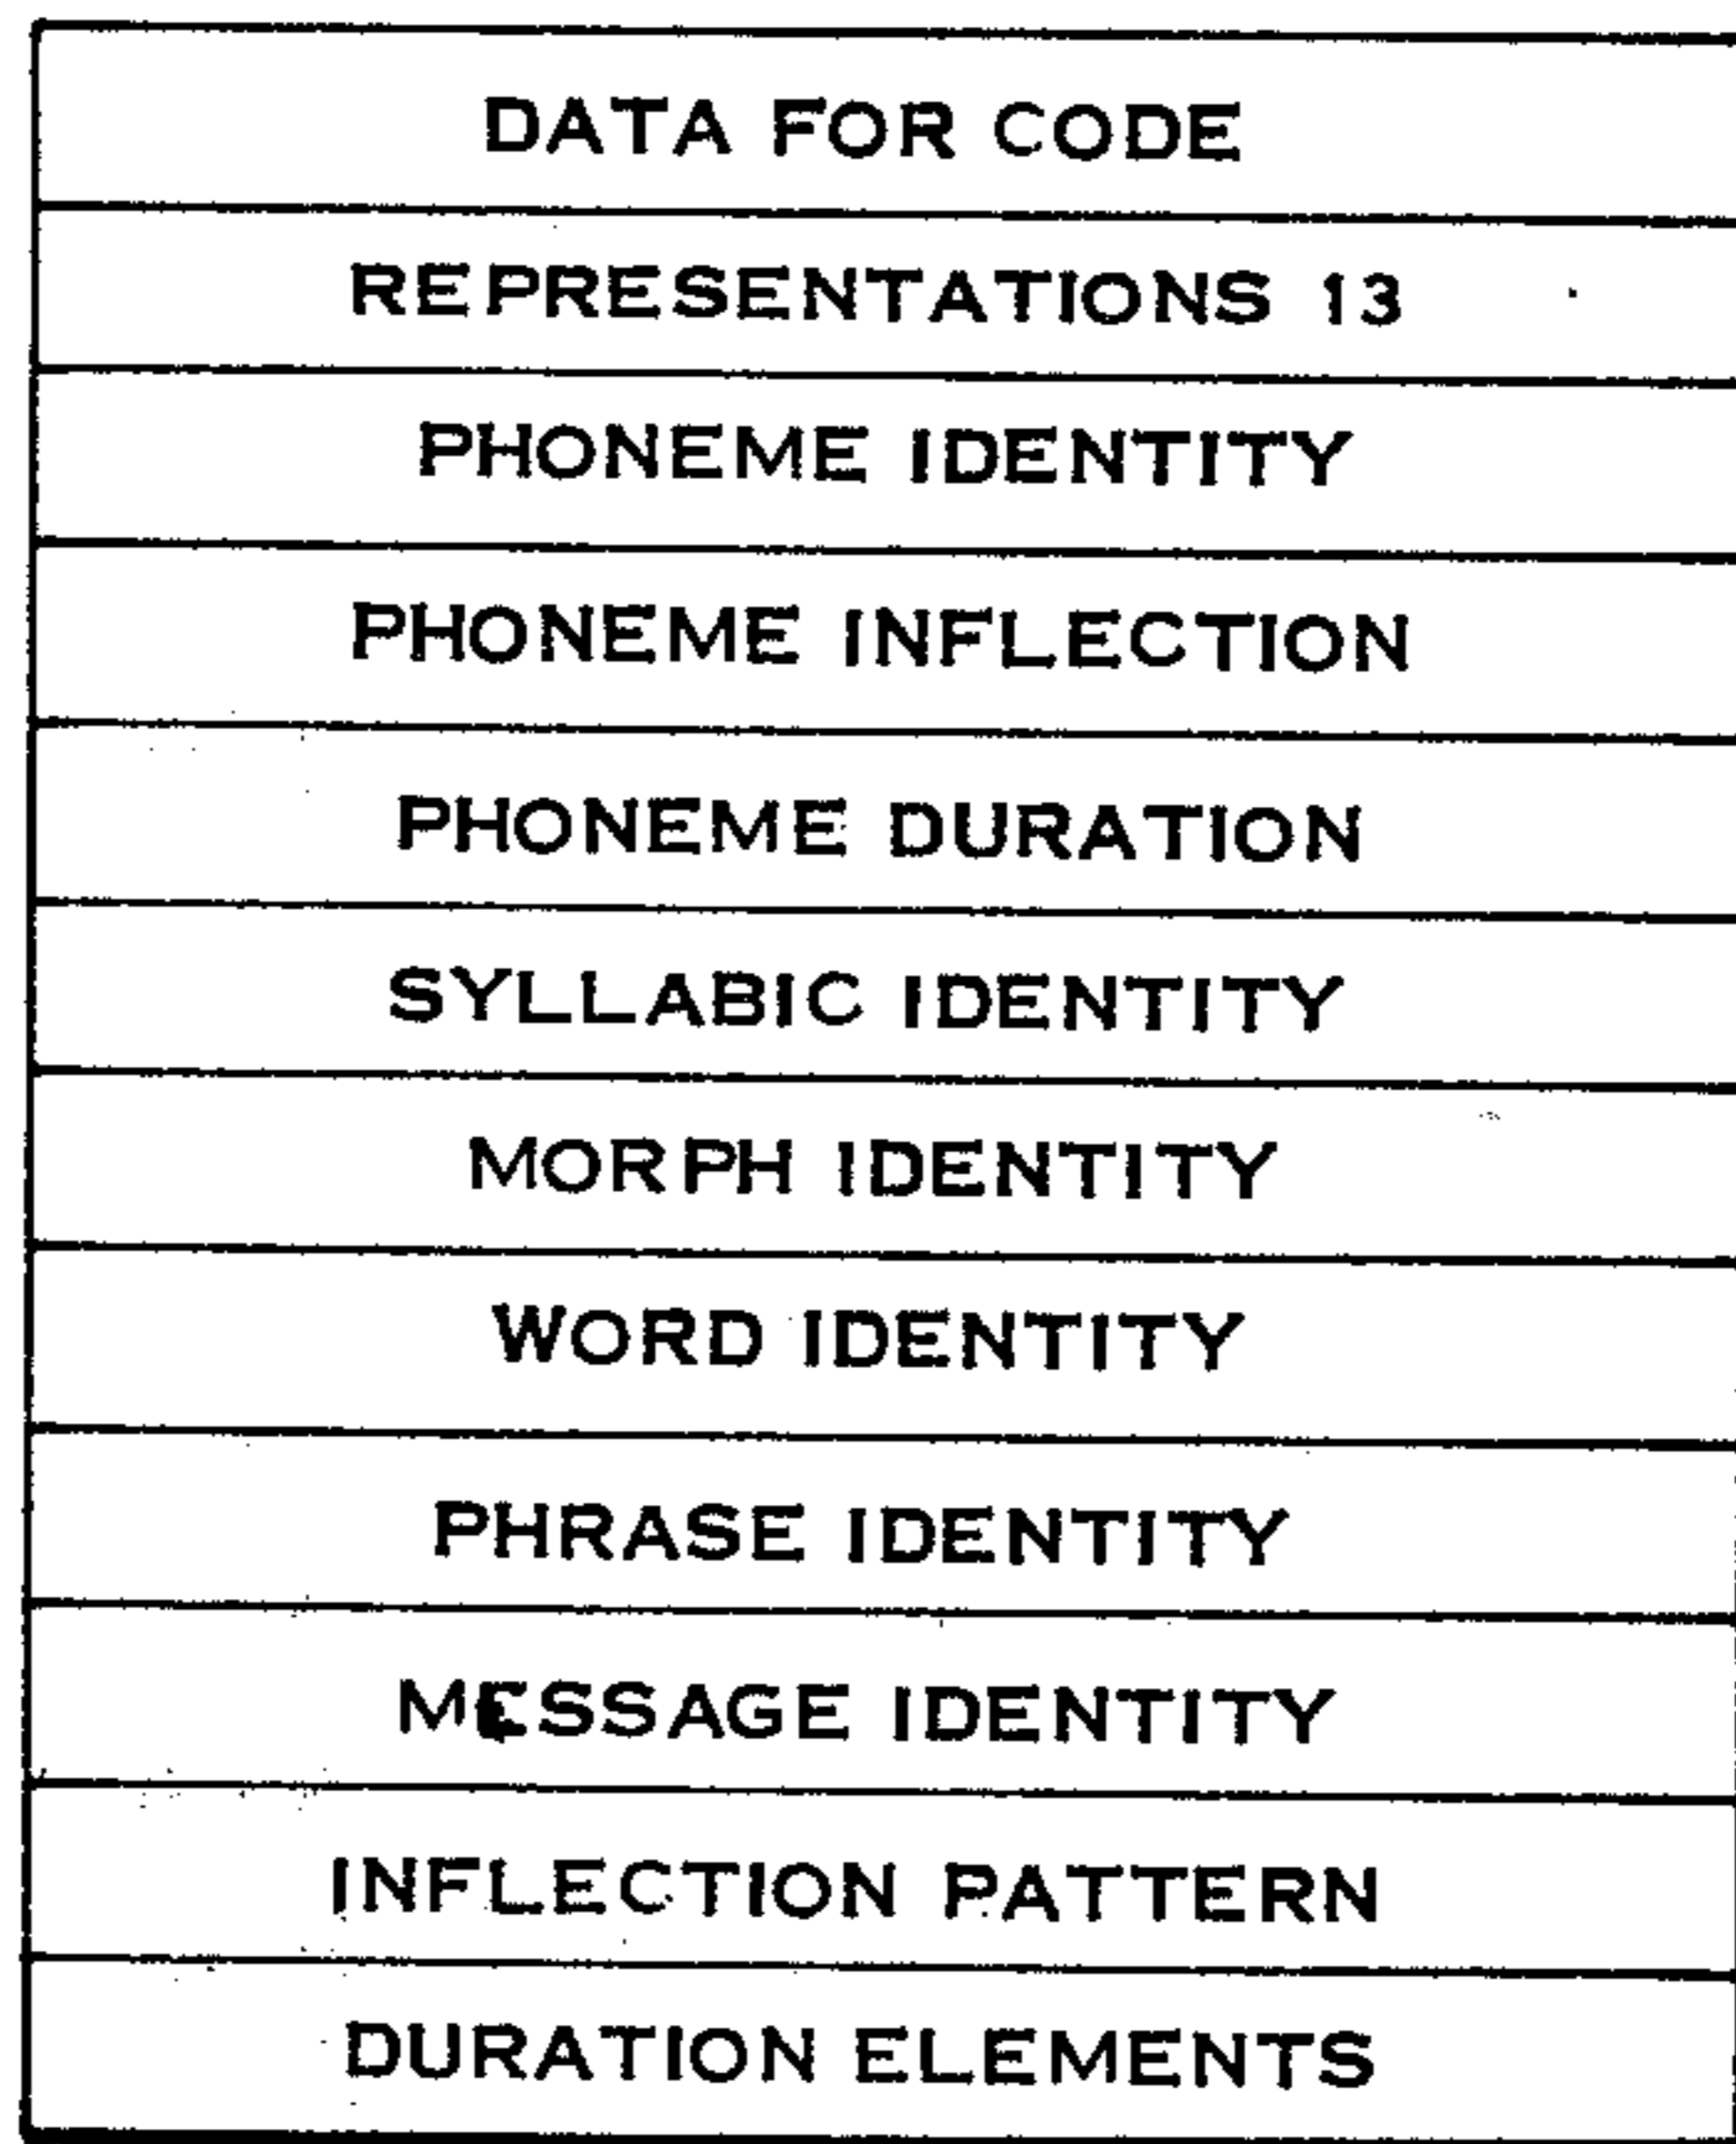 DATA FOR CODE
REPRESENTATIONS 13
PHONEME IDENTITY
PHONEME INFLECTION
PHONEME DURATION
SYLLABIC IDENTITY
MORPH IDENTITY
WORD IDENTITY
PHRASE IDENTITY
MESSAGE IDENTITY
INFLECTION PATTERN
DURATION ELEMENTS